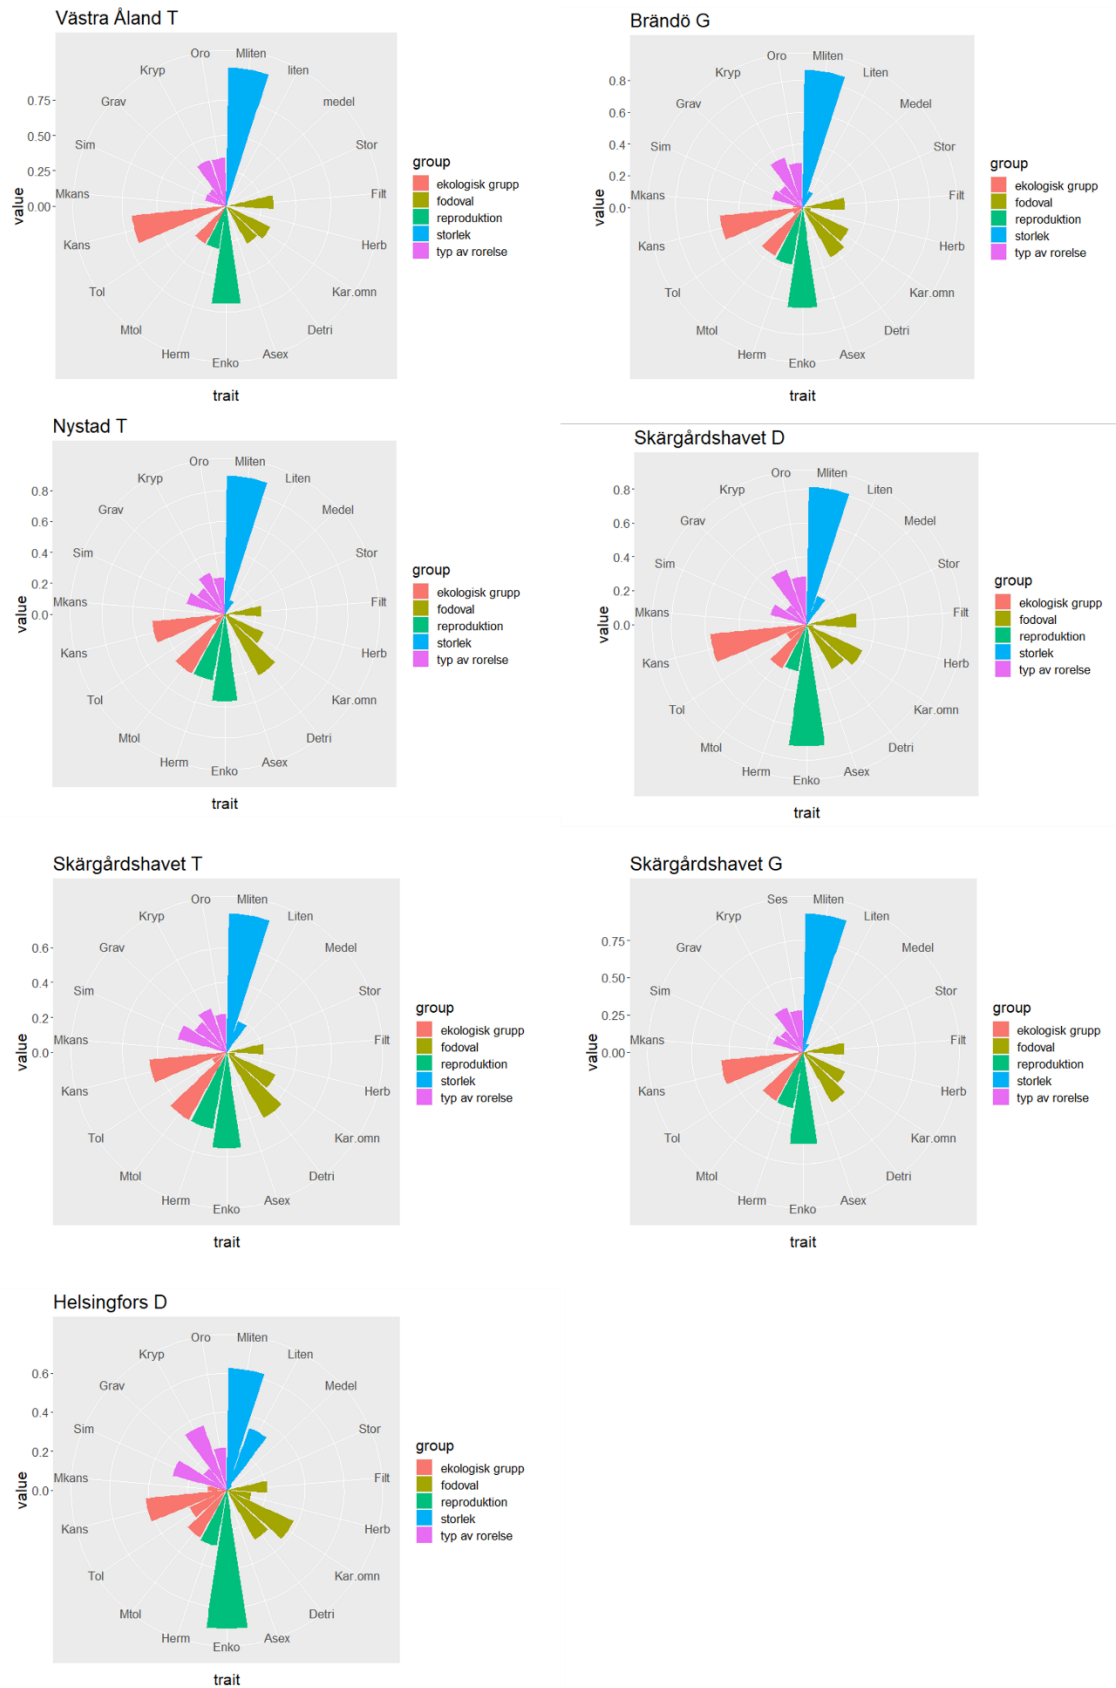 Västra Åland T
Oro Mliten
Kryp liten
Grav medel
Sim Stor
Mkans Filt
Kans Herb
Tol Kar.omn
Mtol Detri
Herm Asex
Enko
0.75
0.50
0.25
0.00
value
trait
group
ekologisk grupp
fodoval
reproduktion
storlek
typ av rorelse
Brändö G
Oro Mliten
Kryp Liten
Grav Medel
Sim Stor
Mkans Filt
Kans Herb
Tol Kar.omn
Mtol Detri
Herm Asex
Enko
0.8
0.6
0.4
0.2
0.0
value
trait
group
ekologisk grupp
fodoval
reproduktion
storlek
typ av rorelse
Nystad T
Oro Mliten
Kryp Liten
Grav Medel
Sim Stor
Mkans Filt
Kans Herb
Tol Kar.omn
Mtol Detri
Herm Asex
Enko
0.8
0.6
0.4
0.2
0.0
value
trait
group
ekologisk grupp
fodoval
reproduktion
storlek
typ av rorelse
Skärgårdshavet D
Oro Mliten
Kryp Liten
Grav Medel
Sim Stor
Mkans Filt
Kans Herb
Tol Kar.omn
Mtol Detri
Herm Asex
Enko
0.8
0.6
0.4
0.2
0.0
value
trait
group
ekologisk grupp
fodoval
reproduktion
storlek
typ av rorelse
Skärgårdshavet T
Oro Mliten
Kryp Liten
Grav Medel
Sim Stor
Mkans Filt
Kans Herb
Tol Kar.omn
Mtol Detri
Herm Asex
Enko
0.6
0.4
0.2
0.0
value
trait
group
ekologisk grupp
fodoval
reproduktion
storlek
typ av rorelse
Skärgårdshavet G
Ses Mliten
Kryp Liten
Grav Medel
Sim Stor
Mkans Filt
Kans Herb
Tol Kar.omn
Mtol Detri
Herm Asex
Enko
0.75
0.50
0.25
0.00
value
trait
group
ekologisk grupp
fodoval
reproduktion
storlek
typ av rorelse
Helsingfors D
Oro Mliten
Kryp Liten
Grav Medel
Sim Stor
Mkans Filt
Kans Herb
Tol Kar.omn
Mtol Detri
Herm Asex
Enko
0.6
0.4
0.2
0.0
value
trait
group
ekologisk grupp
fodoval
reproduktion
storlek
typ av rorelse